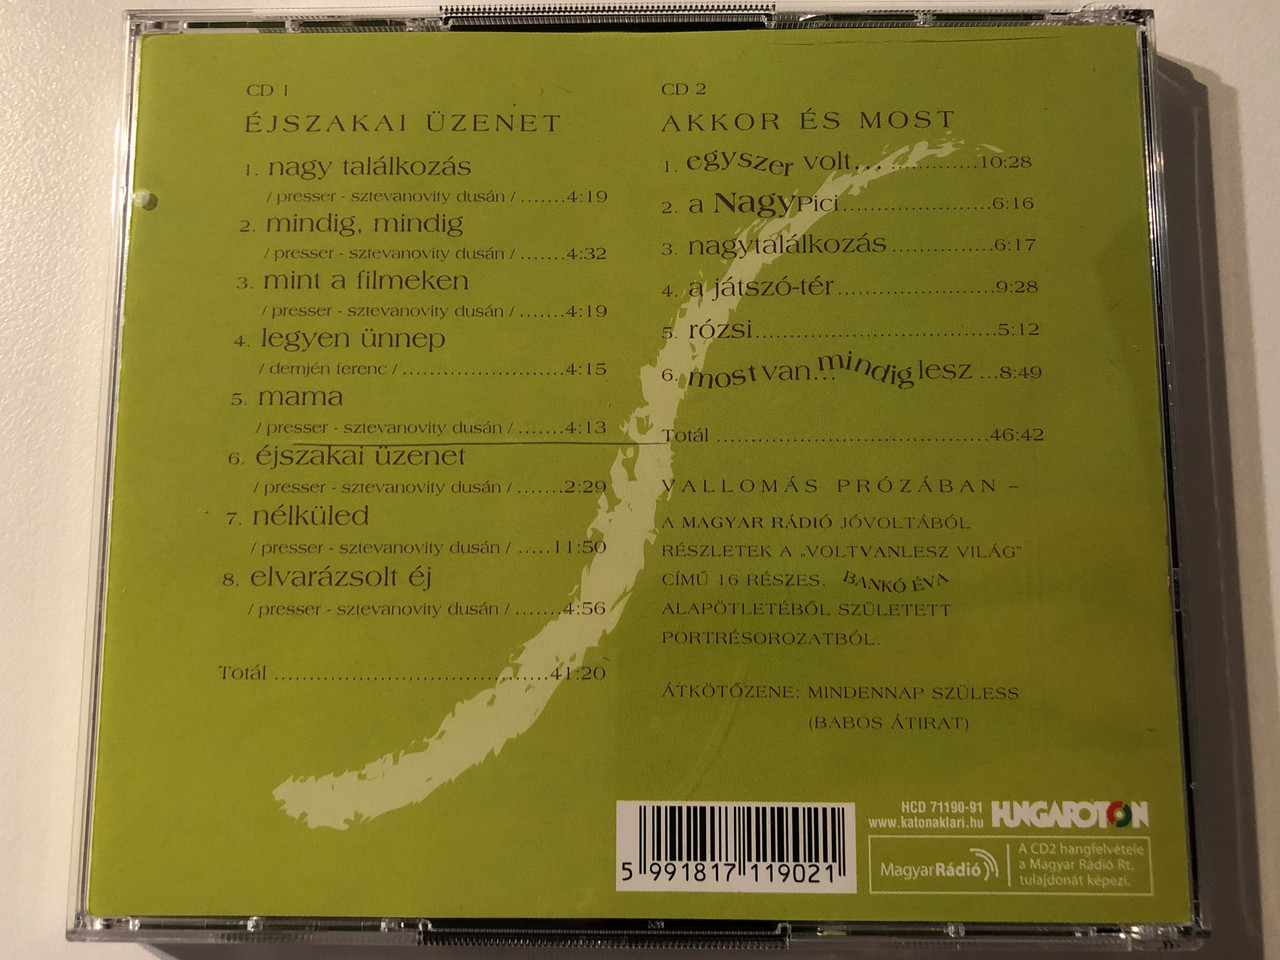 CD 1
ÉJSZAKAI ÜZENET
1. nagy találkozás
/ presser - sztevanovity dusán / .......4:19
2. mindig, mindig
/ presser - sztevanovity dusán / .......4:32
3. mint a filmeken
/ presser - sztevanovity dusán / .......4:19
4. legyen ünnep
/ demjén ferenc / ........................4:15
5. mama
/ presser - sztevanovity dusán / .......4:13
6. éjszakai üzenet
/ presser - sztevanovity dusán / .......2:29
7. nélküled
/ presser - sztevanovity dusán / .....11:50
8. elvarázsolt éj
/ presser - sztevanovity dusán / .......4:56
Totál .......................................41:20
CD 2
AKKOR ÉS MOST
1. egyszer volt... .............10:28
2. a NagyPici.....................6:16
3. nagytalálkozás ..............6:17
4. a játszó-tér......................9:28
5. rózsi..................................5:12
6. most van...mindig lesz ...8:49
Totál ......................................46:42
VALLOMÁS PRÓZÁBAN –
A MAGYAR RÁDIÓ JÓVOLTÁBÓL
RÉSZLETEK A „VOLTVANLESZ VILÁG"
CÍMŰ 16 RÉSZES, BANKÓ ÉVA
ALAPÖTLETÉBŐL SZÜLETETT
PORTRÉSOROZATBÓL.
ÁTKÖTŐZENE: MINDENNAP SZÜLESS
(BABOS ÁTIRAT)
HCD 71190-91
www.katonaklari.hu
HUNGAROTON
5 991817 119021
MagyarRádió
A CD2 hangfelvétele
a Magyar Rádió Rt.
tulajdonát képezi.